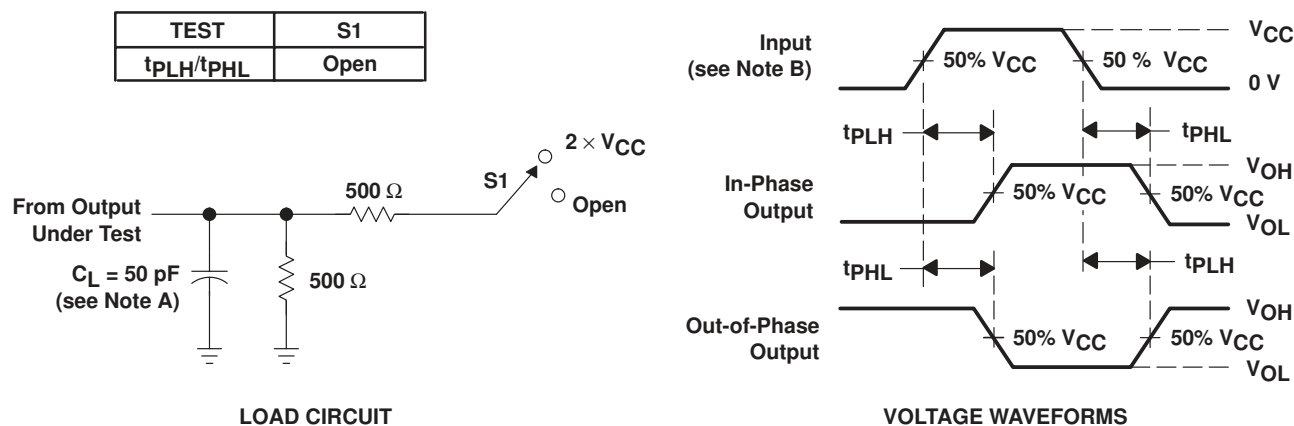 TEST S1
tPLH/tPHL Open
2 × VCC
S1
500 Ω
Open
From Output
Under Test
CL = 50 pF
(see Note A)
500 Ω
LOAD CIRCUIT
Input
(see Note B)
50% VCC
50 % VCC
VCC
0 V
tPLH
tPHL
In-Phase
Output
50% VCC
50% VCC
VOH
VOL
tPHL
tPLH
Out-of-Phase
Output
50% VCC
50% VCC
VOH
VOL
VOLTAGE WAVEFORMS